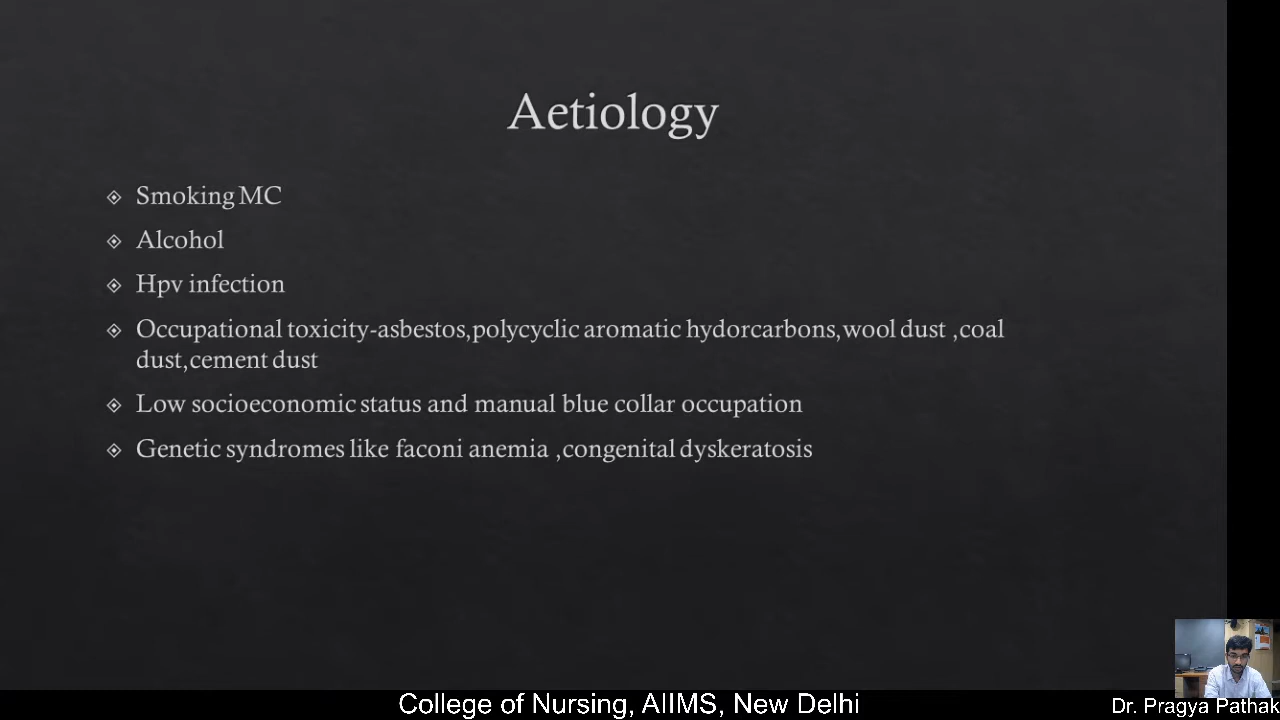 Aetiology
Smoking MC
Alcohol
Hpv infection
Occupational toxicity-asbestos,polycyclic aromatic hydorcarbons,wool dust ,coal
dust,cement dust
Low socioeconomic status and manual blue collar occupation
Genetic syndromes like faconi anemia ,congenital dyskeratosis
College of Nursing, AIIMS, New Delhi
Dr. Pragya Pathak